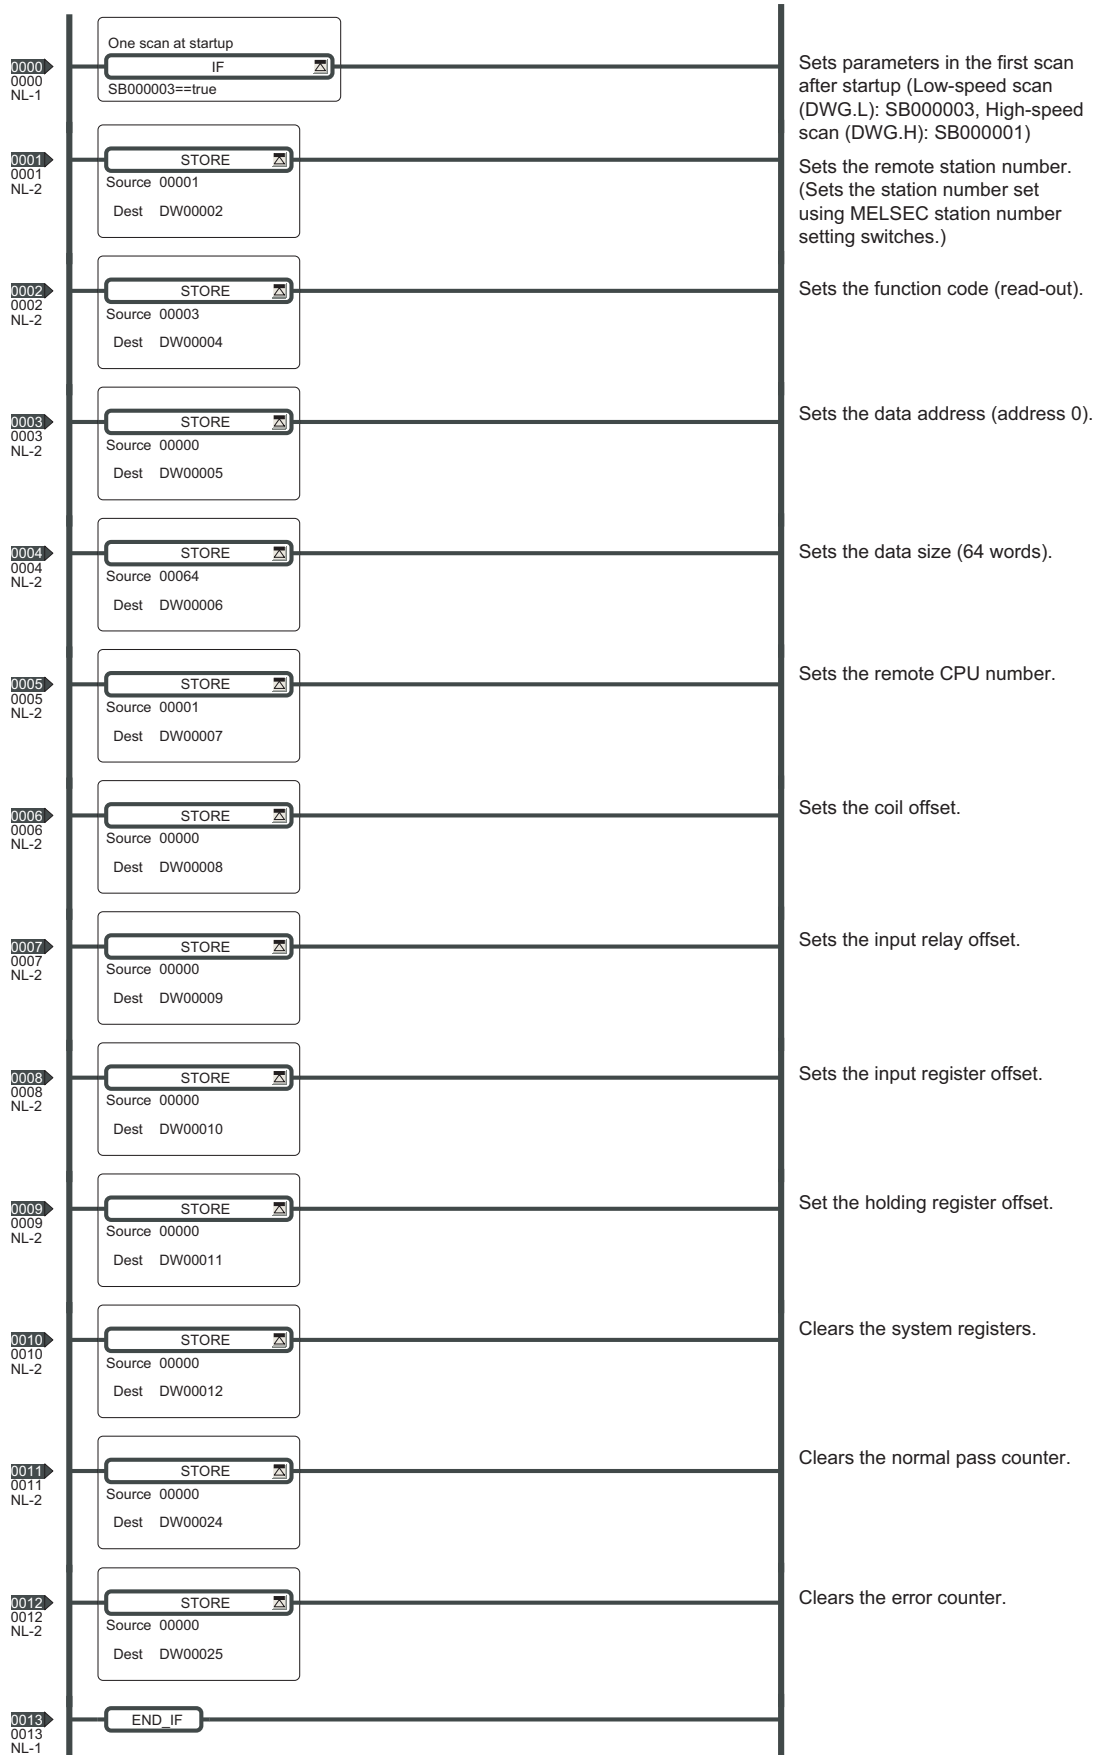 One scan at startup
0000 IF
0000 SB000003==true
NL-1
Sets parameters in the first scan
after startup (Low-speed scan
(DWG.L): SB000003, High-speed
scan (DWG.H): SB000001)
0001 STORE
0001 Source 00001
NL-2
Dest DW00002
Sets the remote station number.
(Sets the station number set
using MELSEC station number
setting switches.)
0002 STORE
0002 Source 00003
NL-2
Dest DW00004
Sets the function code (read-out).
0003 STORE
0003 Source 00000
NL-2
Dest DW00005
Sets the data address (address 0).
0004 STORE
0004 Source 00064
NL-2
Dest DW00006
Sets the data size (64 words).
0005 STORE
0005 Source 00001
NL-2
Dest DW00007
Sets the remote CPU number.
0006 STORE
0006 Source 00000
NL-2
Dest DW00008
Sets the coil offset.
0007 STORE
0007 Source 00000
NL-2
Dest DW00009
Sets the input relay offset.
0008 STORE
0008 Source 00000
NL-2
Dest DW00010
Sets the input register offset.
0009 STORE
0009 Source 00000
NL-2
Dest DW00011
Set the holding register offset.
0010 STORE
0010 Source 00000
NL-2
Dest DW00012
Clears the system registers.
0011 STORE
0011 Source 00000
NL-2
Dest DW00024
Clears the normal pass counter.
0012 STORE
0012 Source 00000
NL-2
Dest DW00025
Clears the error counter.
0013 END_IF
0013
NL-1